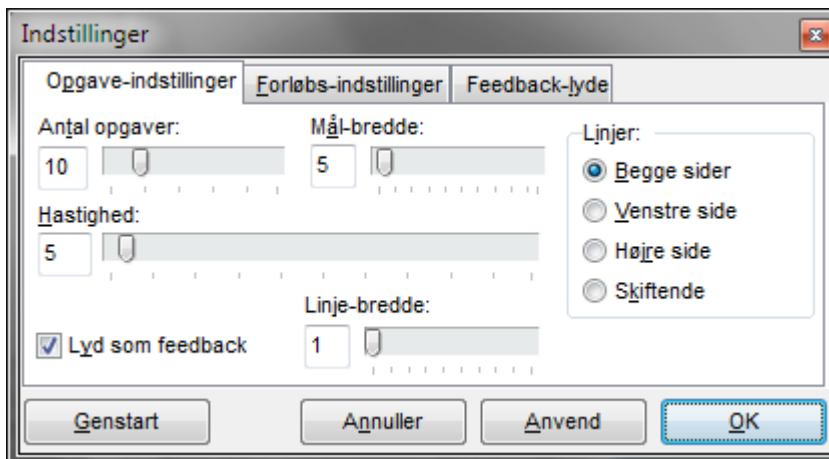 Indstillinger
Opgave-indstillinger Forløbs-indstillinger Feedback-lyde
Antal opgaver: Mål-bredde:
10 5
Hastighed:
5
Linje-bredde:
Lyd som feedback 1
Linjer:
Begge sider
Venstre side
Højre side
Skiftende
Genstart Annuller Anvend OK